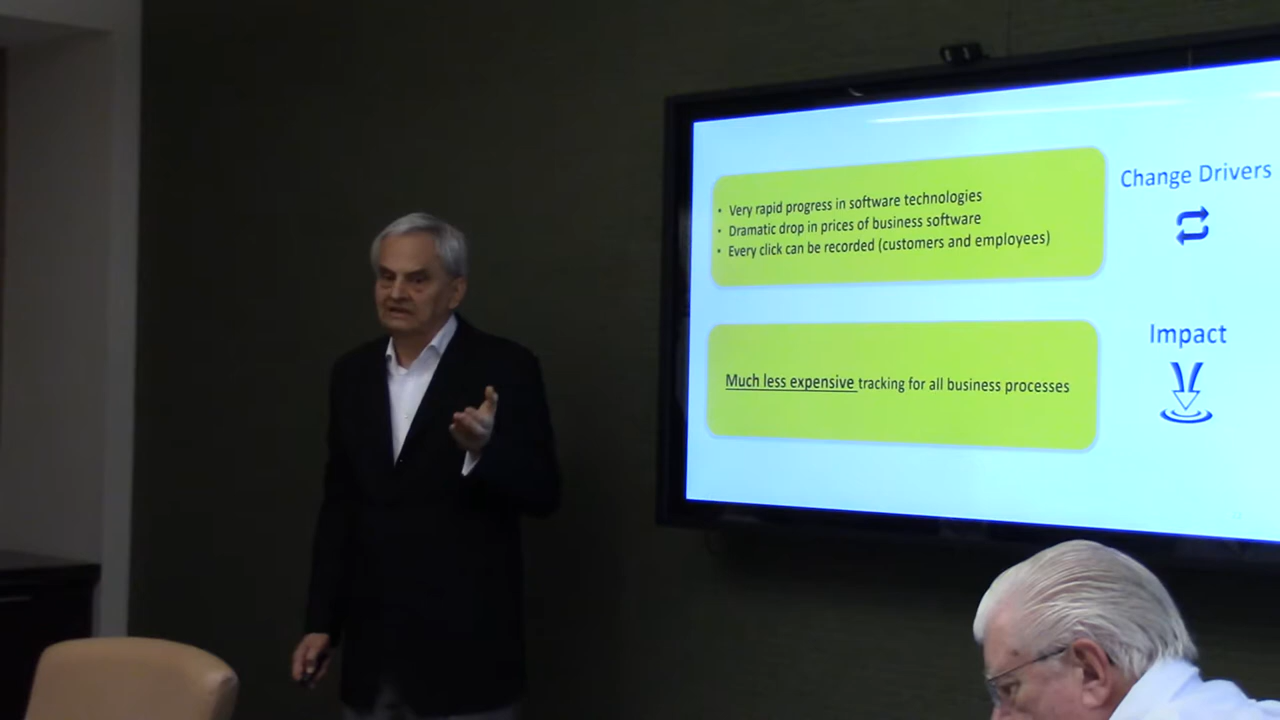 • Very rapid progress in software technologies
• Dramatic drop in prices of business software
• Every click can be recorded (customers and employees)
Change Drivers
Much less expensive tracking for all business processes
Impact